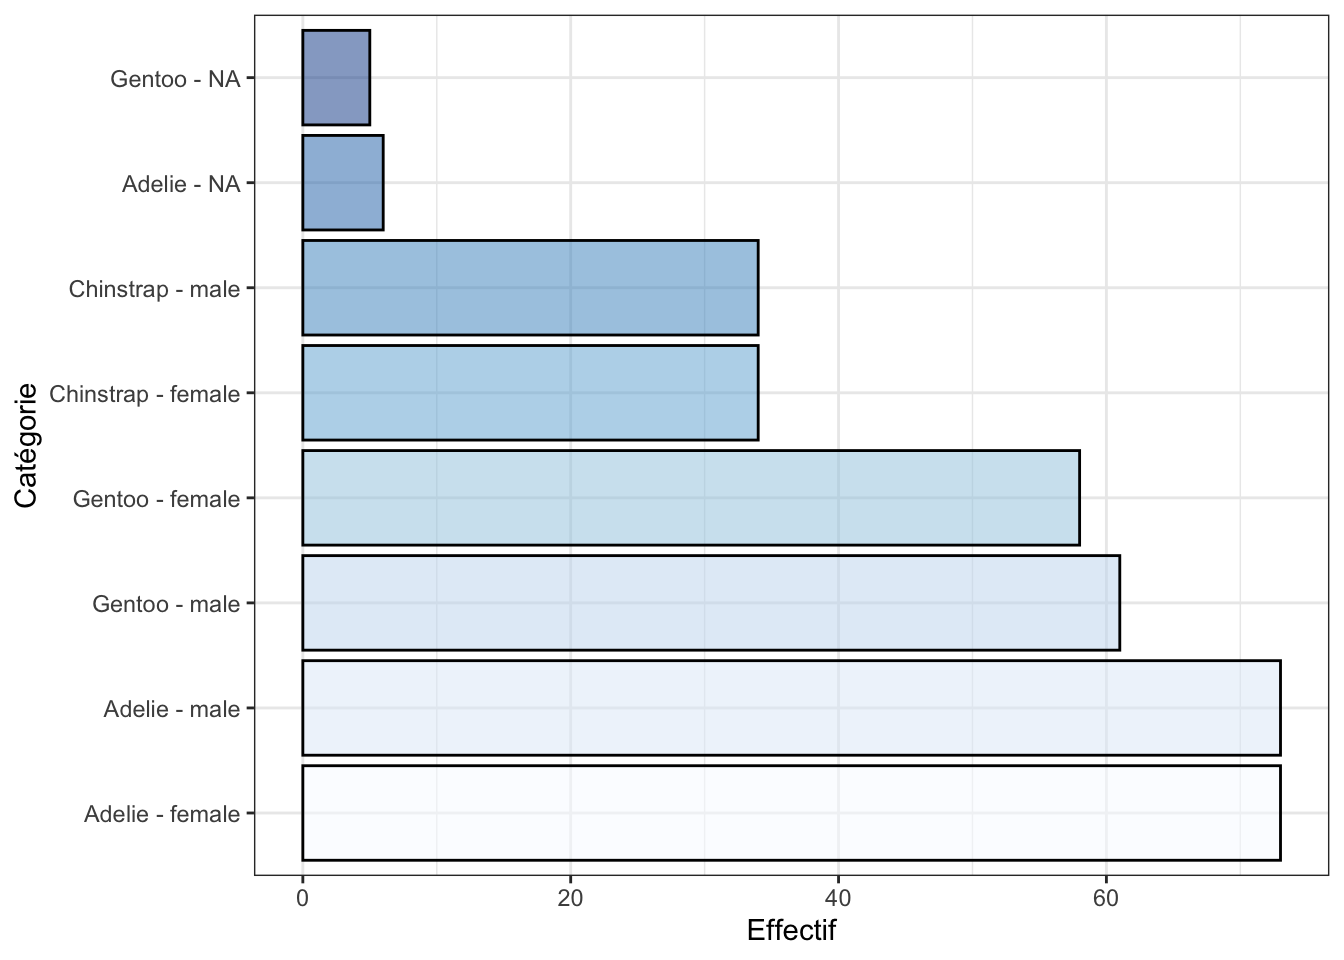 Gentoo - NA
Adelie - NA
Chinstrap - male
Chinstrap - female
Gentoo - female
Gentoo - male
Adelie - male
Adelie - female
Catégorie
0 20 40 60
Effectif